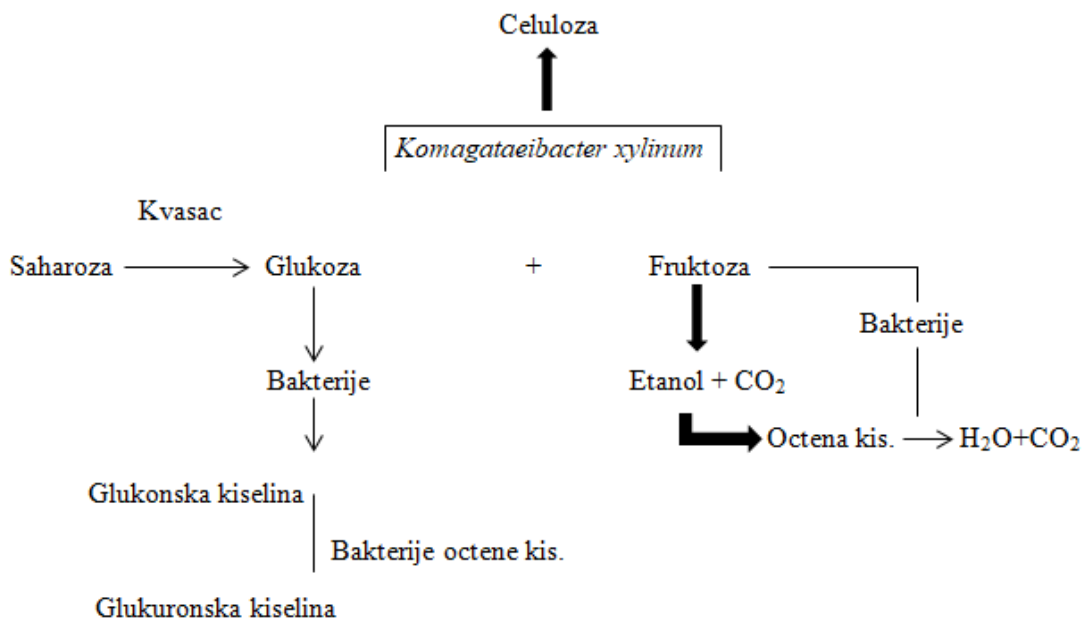 Celuloza
Komagataeibacter xylinum
Kvasac
Saharoza Glukoza + Fruktoza
Bakterije
Bakterije Etanol + CO₂
Octena kis. H₂O+CO₂
Glukonska kiselina
Bakterije octene kis.
Glukuronska kiselina